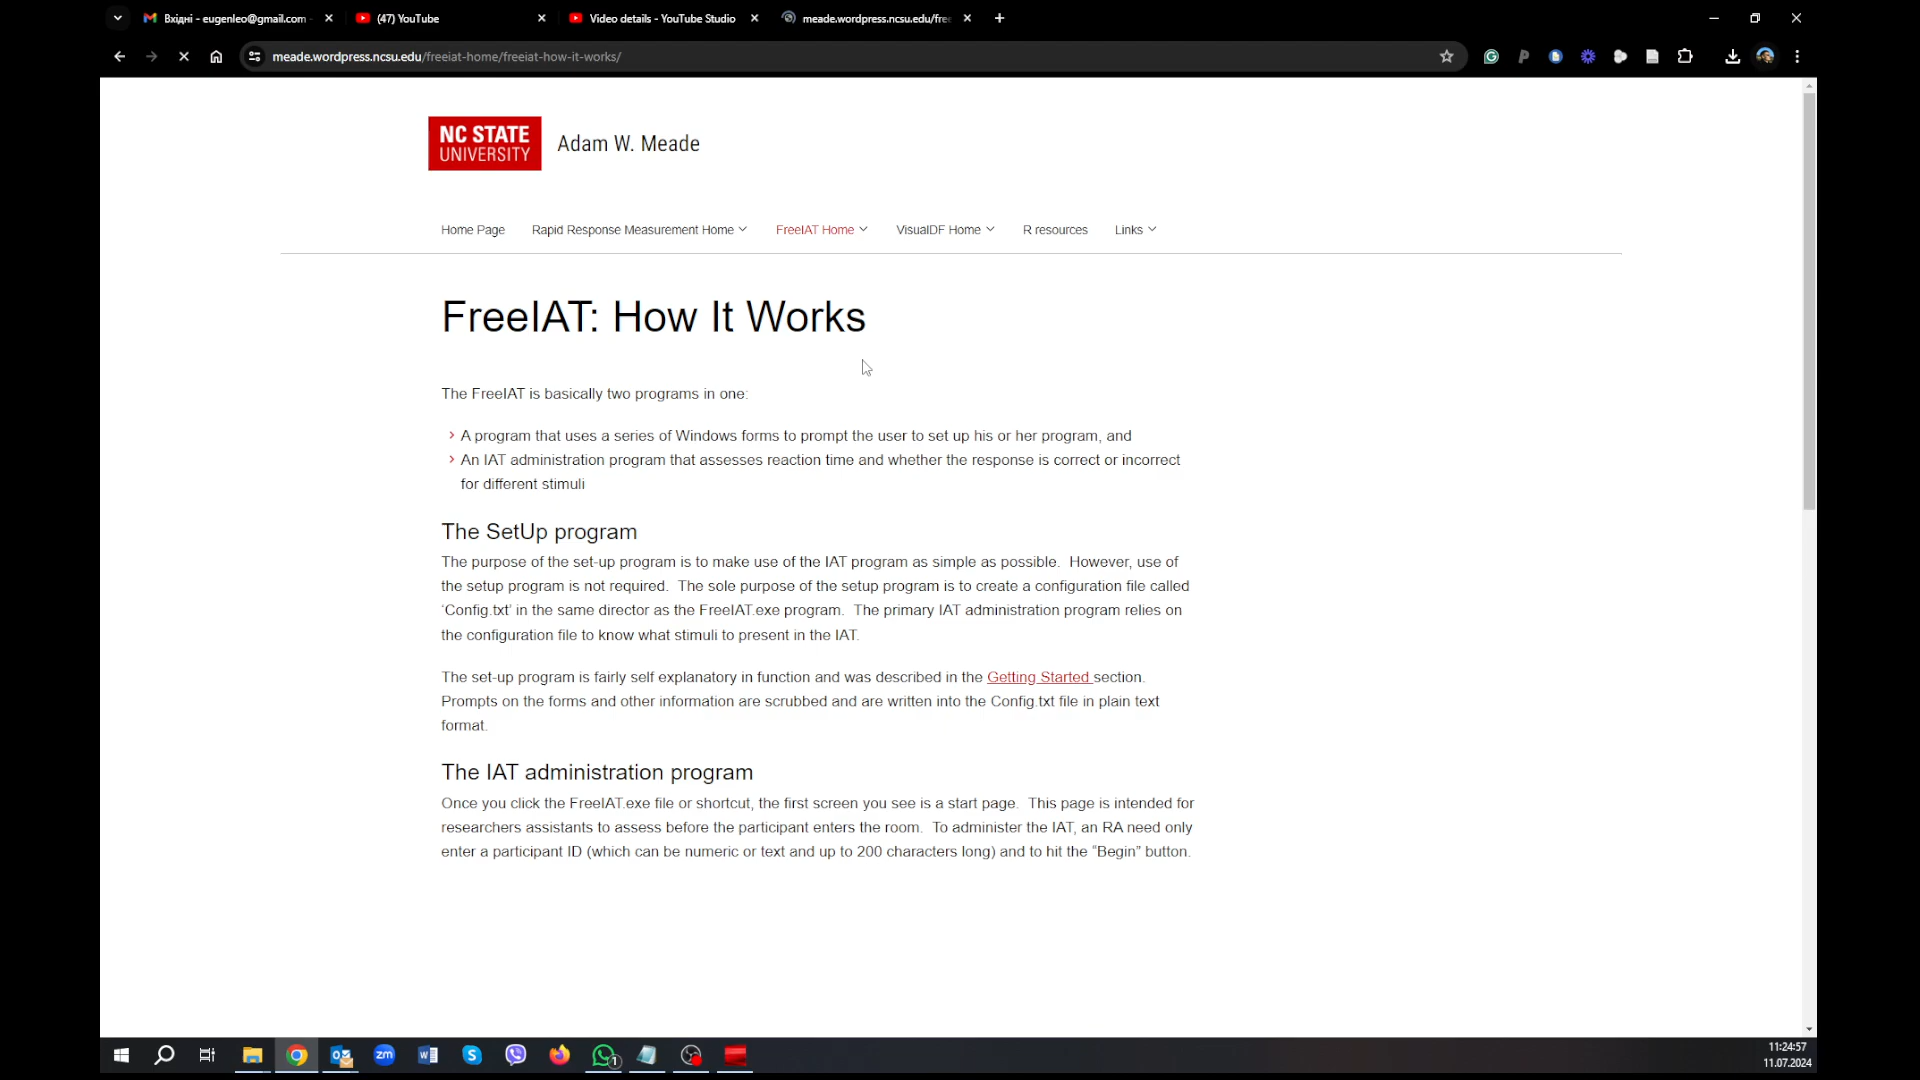 Вхідні - eugenleo@gmail.com
(47) YouTube
Video details - YouTube Studio
meade.wordpress.ncsu.edu/free
meade.wordpress.ncsu.edu/freeiat-home/freeiat-how-it-works/
NC STATE
UNIVERSITY
Adam W. Meade
Home Page
Rapid Response Measurement Home
FreeIAT Home
VisualDF Home
R resources
Links
FreeIAT: How It Works
The FreeIAT is basically two programs in one:
A program that uses a series of Windows forms to prompt the user to set up his or her program, and
An IAT administration program that assesses reaction time and whether the response is correct or incorrect
for different stimuli
The SetUp program
The purpose of the set-up program is to make use of the IAT program as simple as possible. However, use of
the setup program is not required. The sole purpose of the setup program is to create a configuration file called
‘Config.txt’ in the same director as the FreeIAT.exe program. The primary IAT administration program relies on
the configuration file to know what stimuli to present in the IAT.
The set-up program is fairly self explanatory in function and was described in the Getting Started section.
Prompts on the forms and other information are scrubbed and are written into the Config.txt file in plain text
format.
The IAT administration program
Once you click the FreeIAT.exe file or shortcut, the first screen you see is a start page. This page is intended for
researchers assistants to assess before the participant enters the room. To administer the IAT, an RA need only
enter a participant ID (which can be numeric or text and up to 200 characters long) and to hit the “Begin” button.
zm
1
11:24:57
11.07.2024